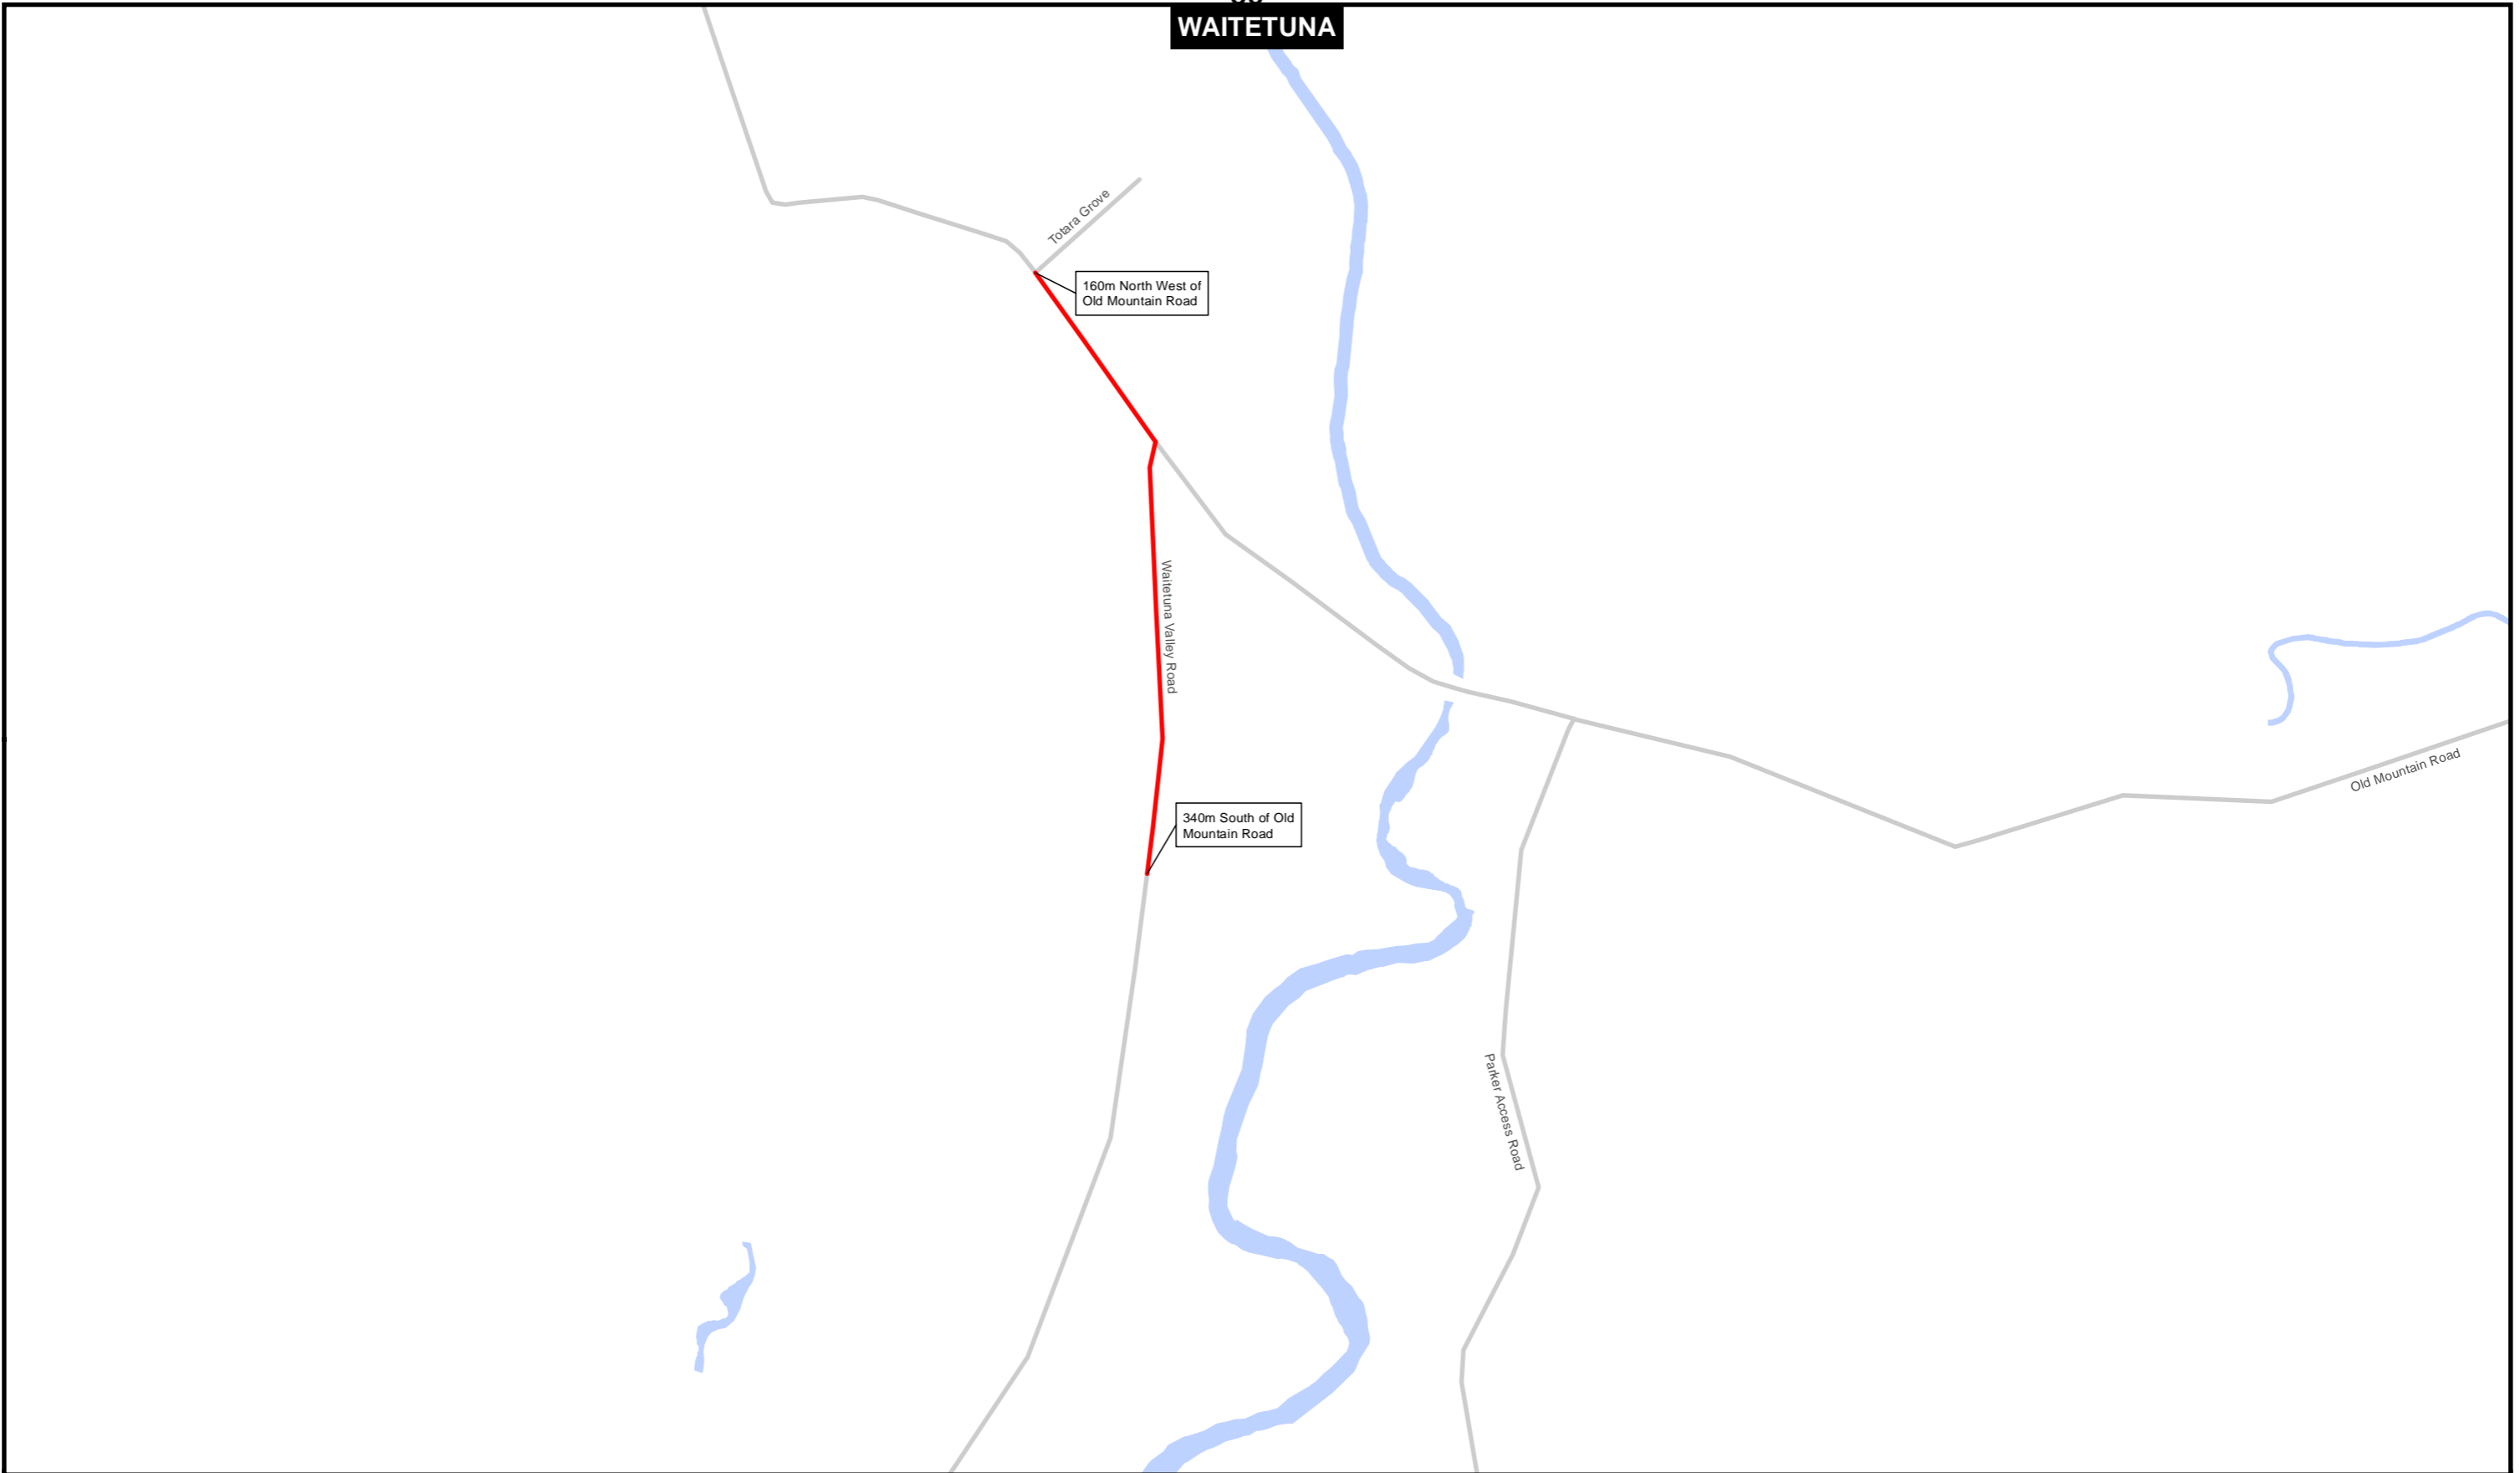 WAITETUNA
Totara Grove
160m North West of
Old Mountain Road
Waitetuna Valley Road
Old Mountain Road
340m South of Old
Mountain Road
Parker Access Road